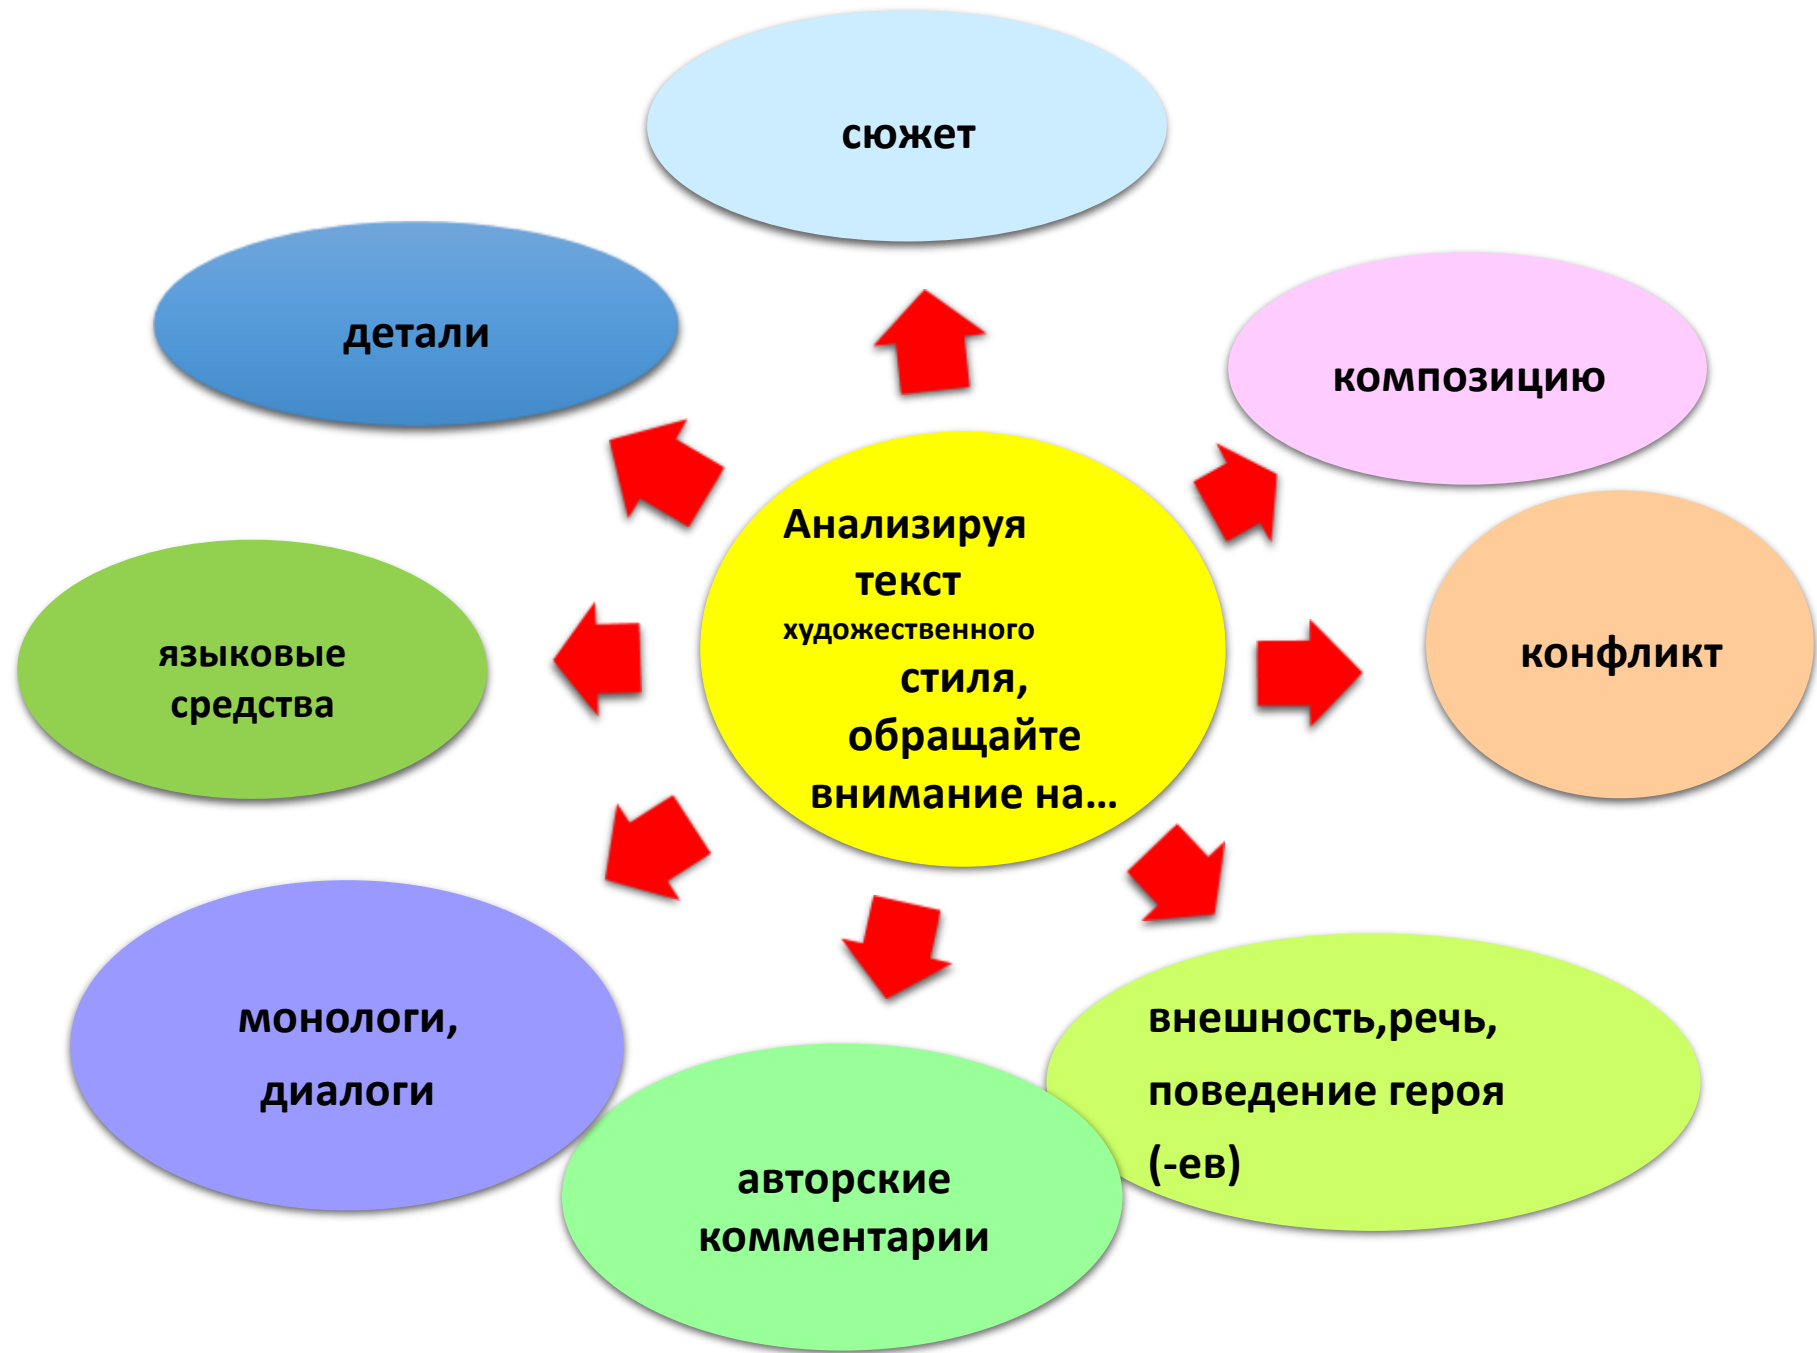 сюжет
детали
композицию
Анализируя
текст
художественного
стиля,
обращайте
внимание на…
языковые
средства
конфликт
монологи,
диалоги
внешность,речь,
поведение героя
(-ев)
авторские
комментарии